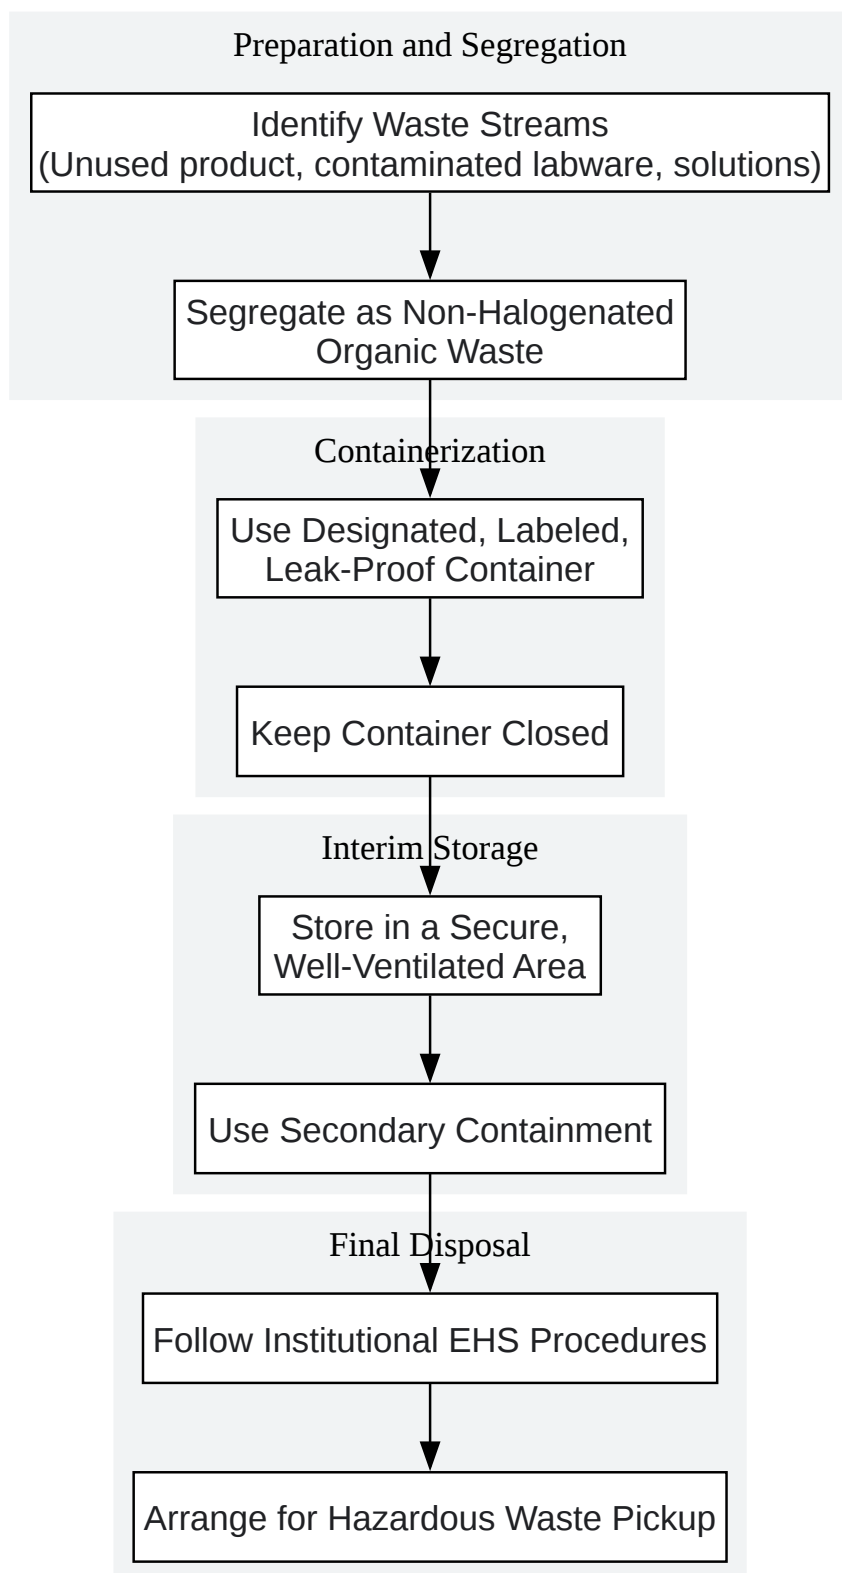 Preparation and Segregation
Identify Waste Streams
(Unused product, contaminated labware, solutions)
Segregate as Non-Halogenated
Organic Waste
Containerization
Use Designated, Labeled,
Leak-Proof Container
Keep Container Closed
Interim Storage
Store in a Secure,
Well-Ventilated Area
Use Secondary Containment
Final Disposal
Follow Institutional EHS Procedures
Arrange for Hazardous Waste Pickup